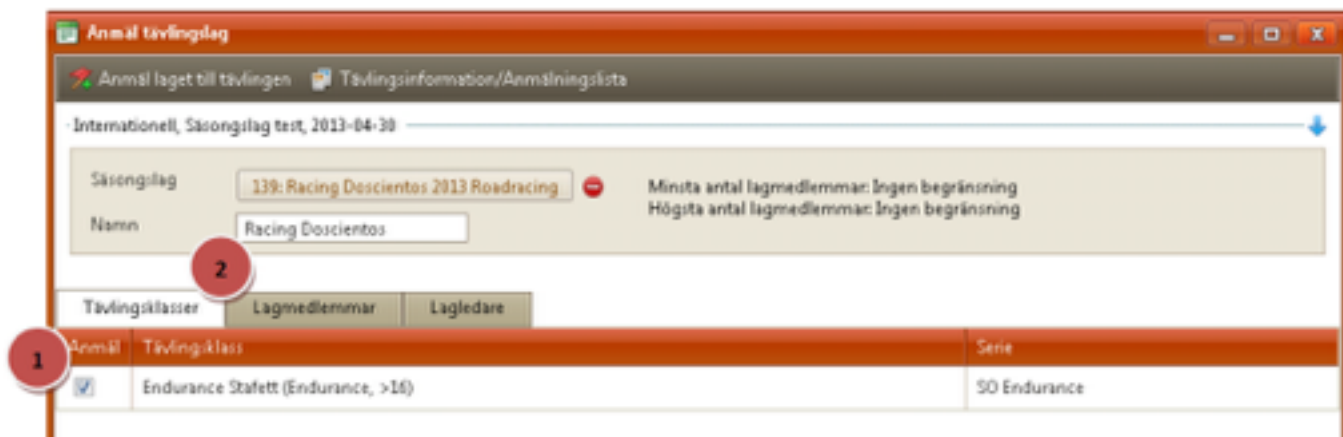 Anmäl tävlingslag
Anmäl laget till tävlingen Tävlingsinformation/Anmälningslista
Internationell, Säsongslag test, 2013-04-30
Säsongslag 139: Racing Doscientos 2013 Roadracing Minsta antal lagmedlemmar: Ingen begränsning
Högsta antal lagmedlemmar: Ingen begränsning
Namn Racing Doscientos
2
Tävlingsklasser Lagmedlemmar Lagledare
1 Anmäl Tävlingsklass Serie
Endurance Stafett (Endurance, >16) SO Endurance